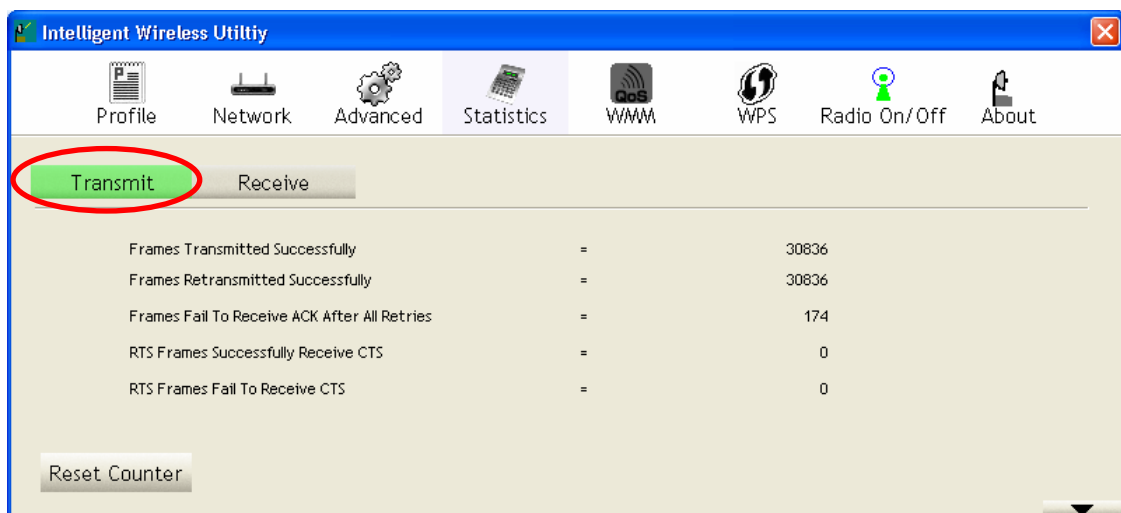 Intelligent Wireless Utiltiy
Profile Network Advanced Statistics QoS WMM WPS Radio On/Off About
Transmit Receive
Frames Transmitted Successfully = 30836
Frames Retransmitted Successfully = 30836
Frames Fail To Receive ACK After All Retries = 174
RTS Frames Successfully Receive CTS = 0
RTS Frames Fail To Receive CTS = 0
Reset Counter